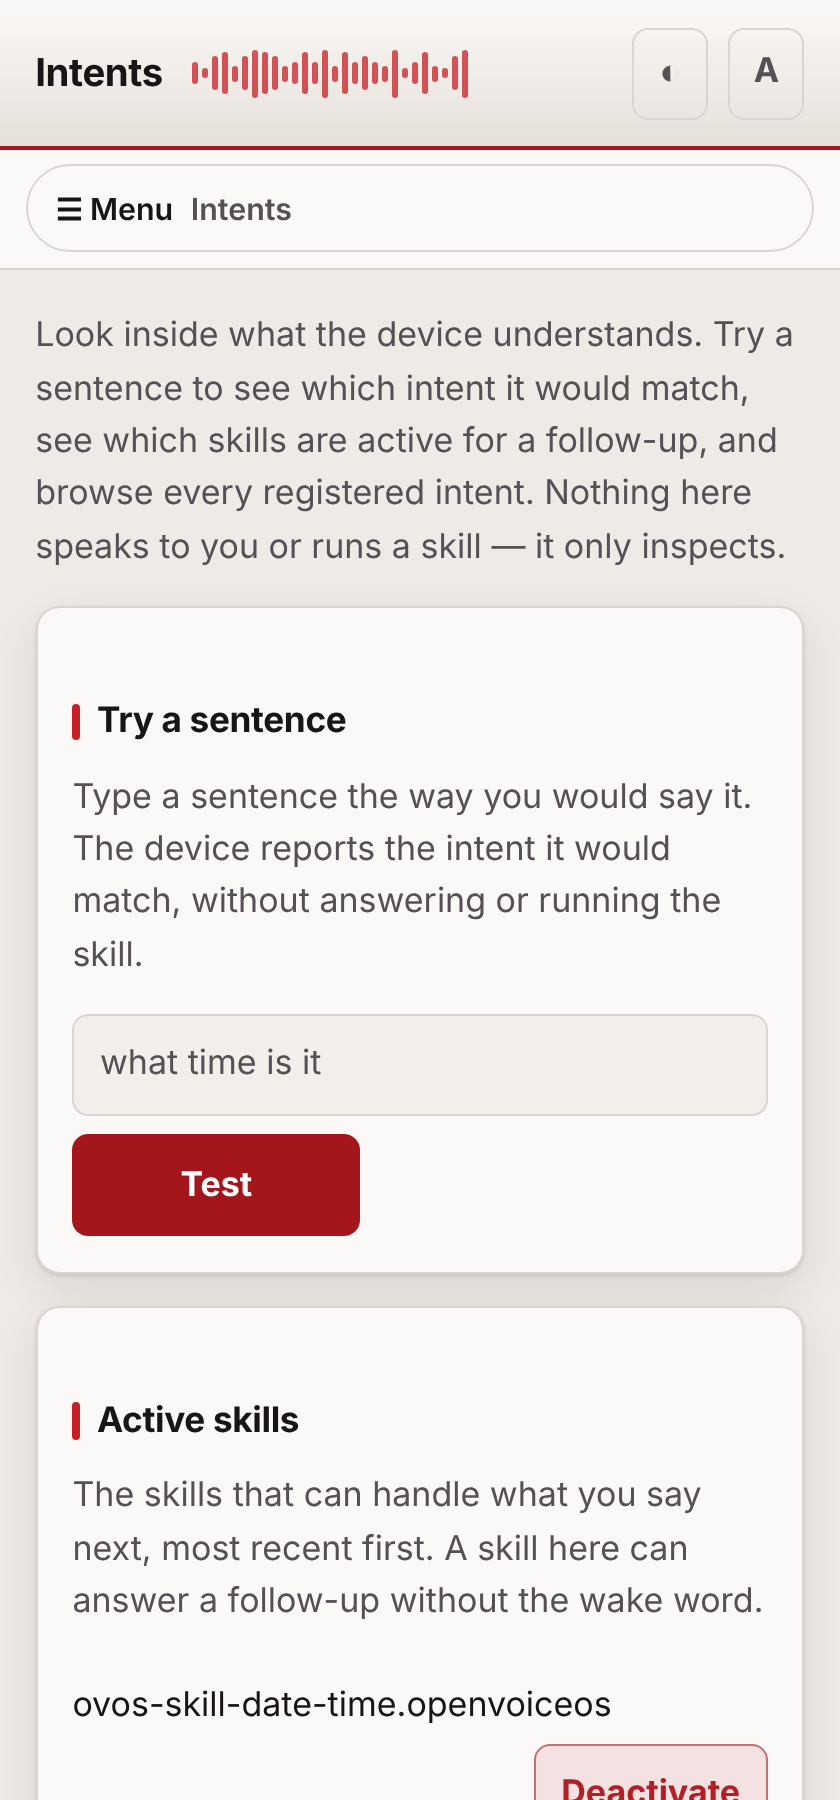 Intents
A
☰ Menu Intents
Look inside what the device understands. Try a
sentence to see which intent it would match,
see which skills are active for a follow-up, and
browse every registered intent. Nothing here
speaks to you or runs a skill — it only inspects.
Try a sentence
Type a sentence the way you would say it.
The device reports the intent it would
match, without answering or running the
skill.
what time is it
Test
Active skills
The skills that can handle what you say
next, most recent first. A skill here can
answer a follow-up without the wake word.
ovos-skill-date-time.openvoiceos
Deactivate